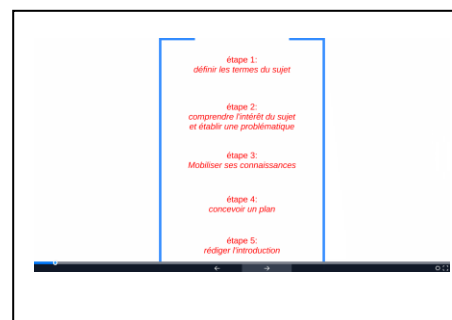 étape 1:
définir les termes du sujet
étape 2:
comprendre l'intérêt du sujet
et établir une problématique
étape 3:
Mobiliser ses connaissances
étape 4:
concevoir un plan
étape 5:
rédiger l'introduction